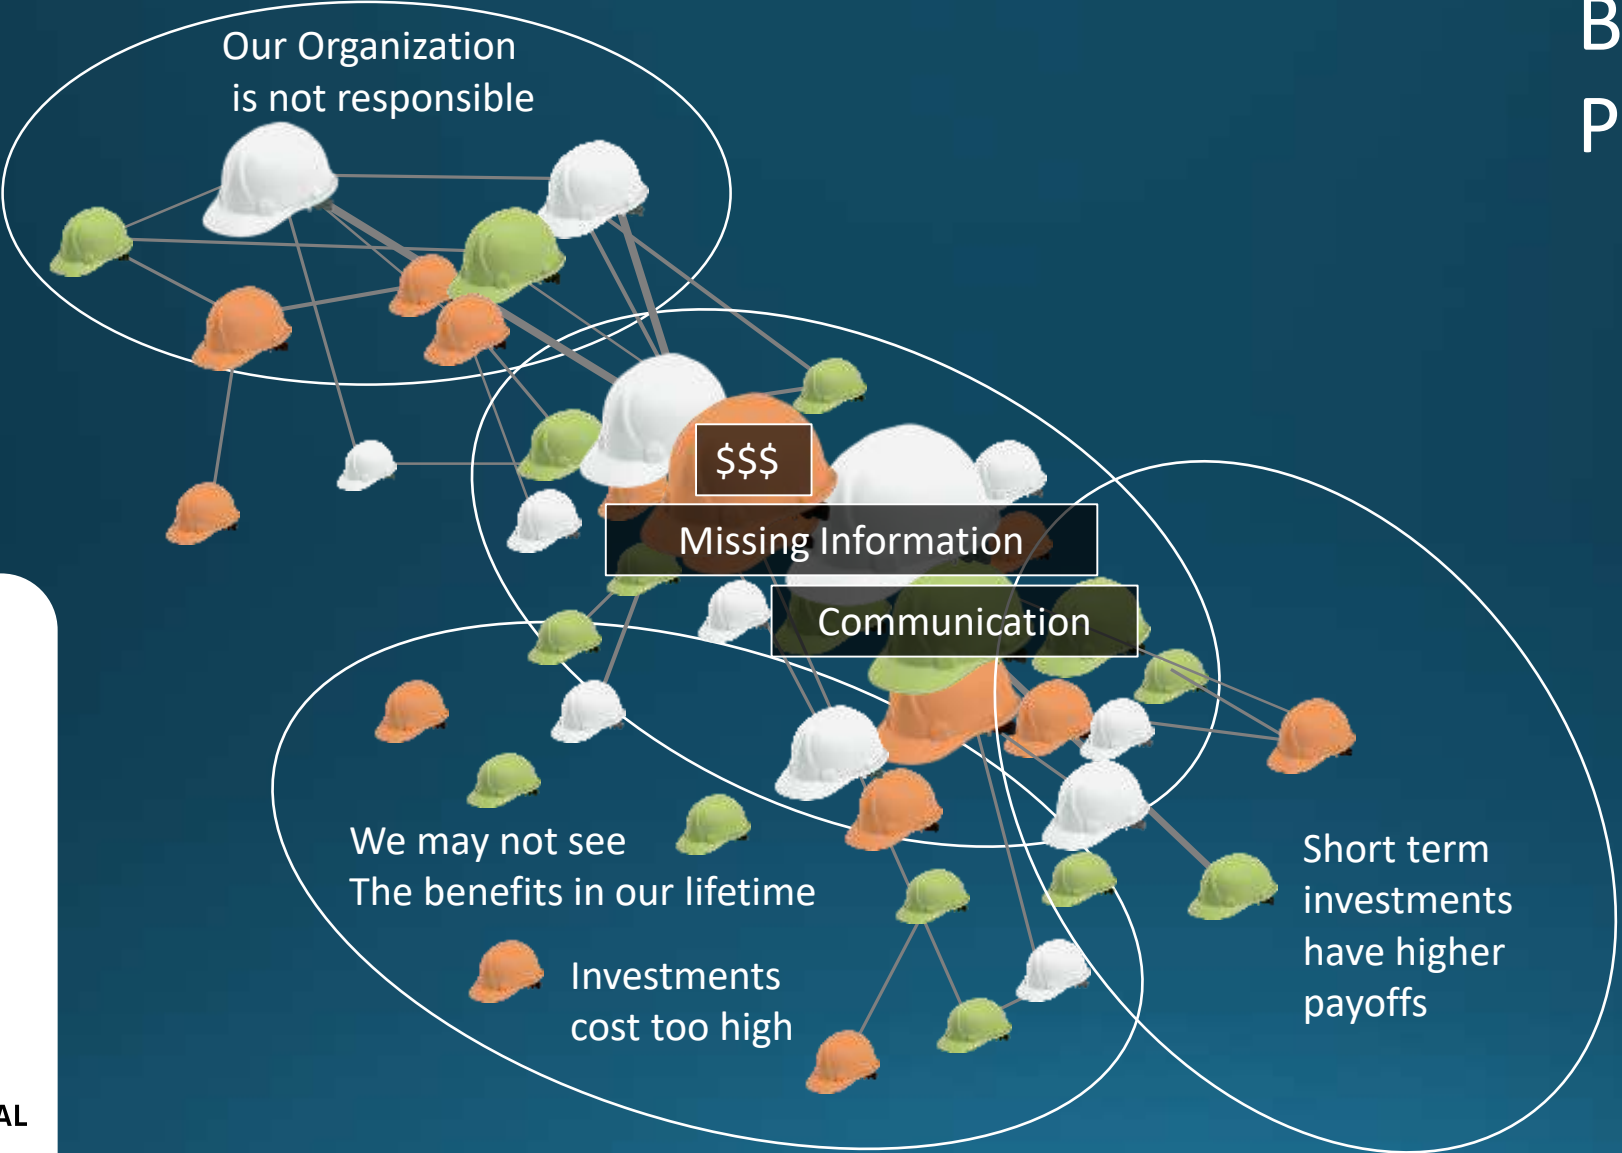 B
P
Our Organization
is not responsible
$$$
Missing Information
Communication
We may not see
The benefits in our lifetime
Investments
cost too high
Short term
investments
have higher
payoffs
AL